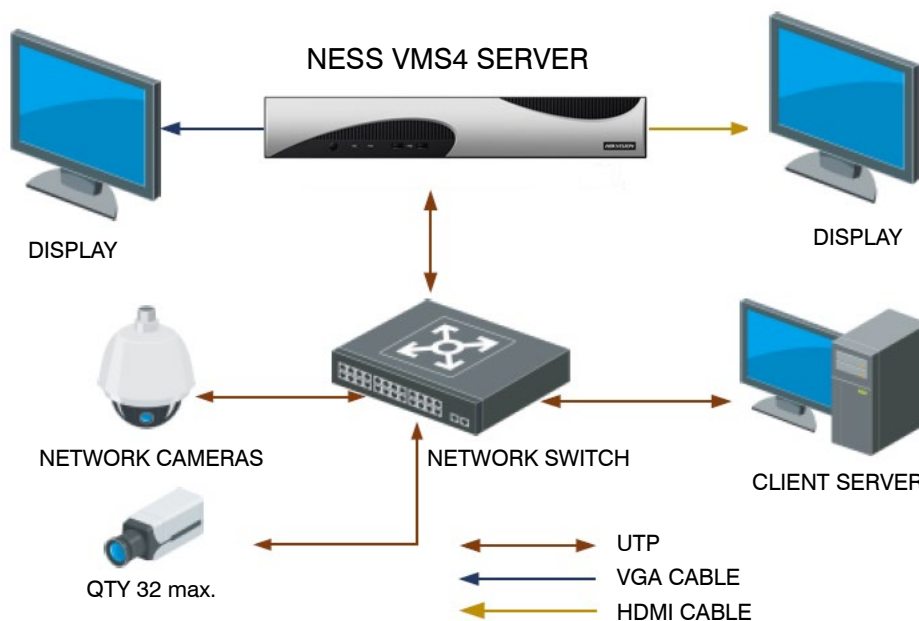 NESS VMS4 SERVER
HIKVISION
DISPLAY
DISPLAY
NETWORK CAMERAS
NETWORK SWITCH
CLIENT SERVER
QTY 32 max.
UTP
VGA CABLE
HDMI CABLE